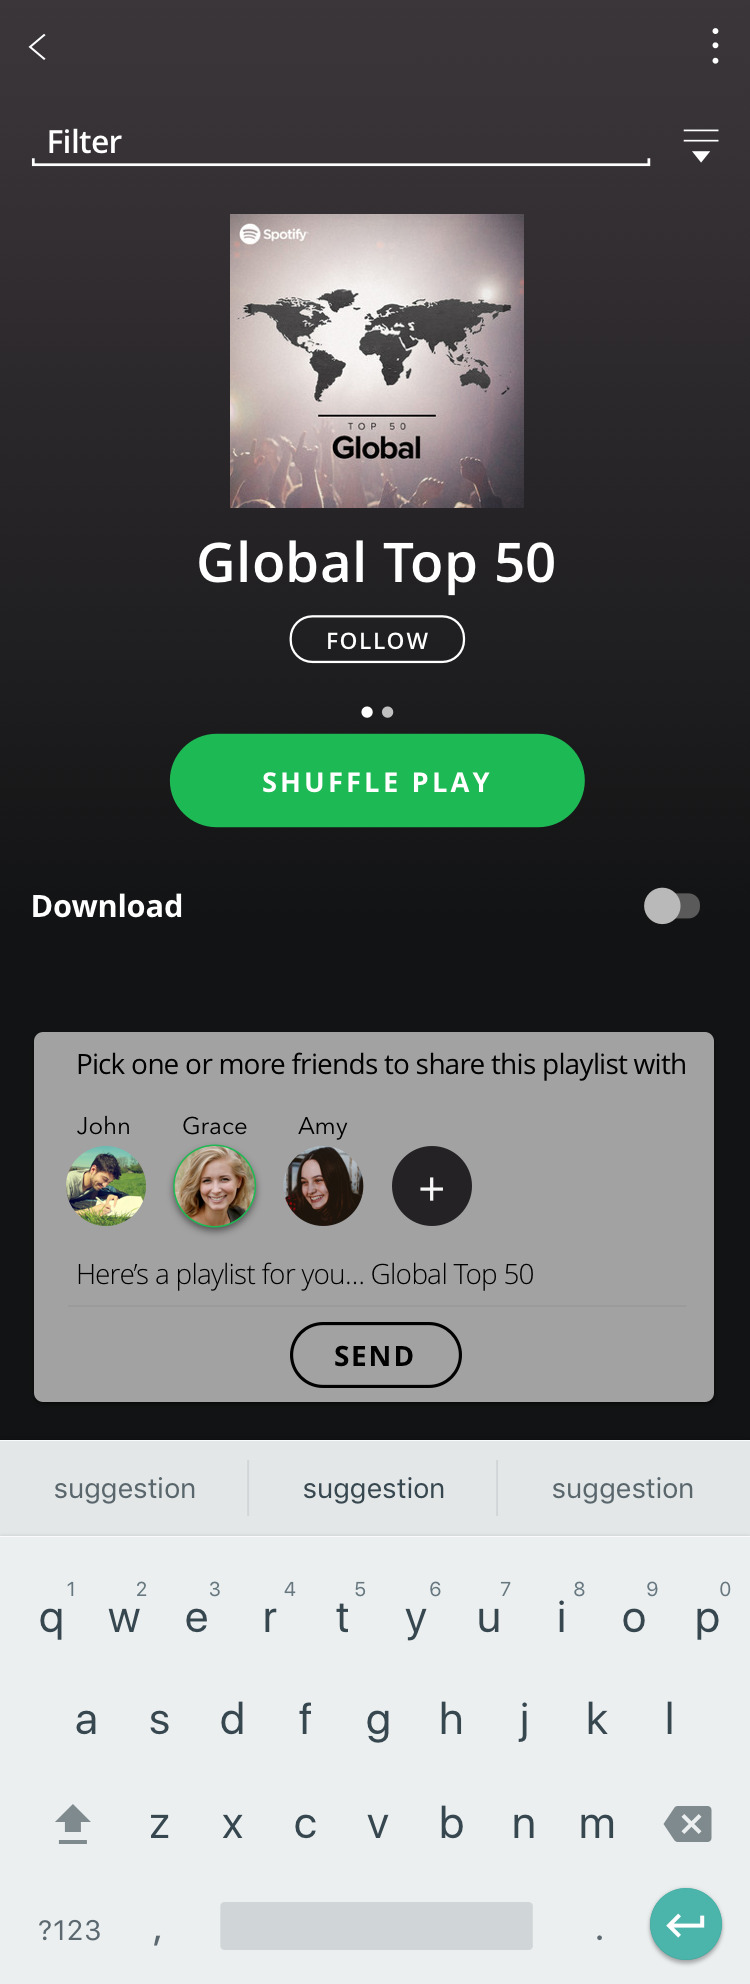 Filter
Spotify
TOP 50
Global
Global Top 50
FOLLOW
SHUFFLE PLAY
Download
Pick one or more friends to share this playlist with
John Grace Amy
+
Here’s a playlist for you... Global Top 50
SEND
suggestion suggestion suggestion
1 2 3 4 5 6 7 8 9 0
q w e r t y u i o p
a s d f g h j k l
z x c v b n m
?123 , .